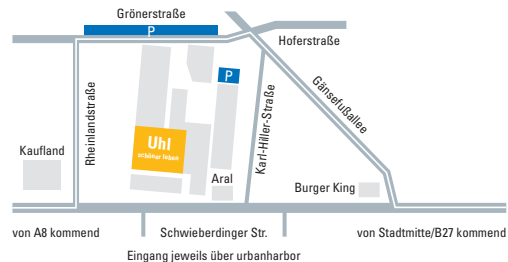 Grönerstraße
P
Hoferstraße
P
Rheinlandstraße
Karl-Hiller-Straße
Gänsefußallee
Kaufland
Uhl
schöner leben
Aral
Burger King
von A8 kommend
Schwieberdinger Str.
von Stadtmitte/B27 kommend
Eingang jeweils über urbanharbor